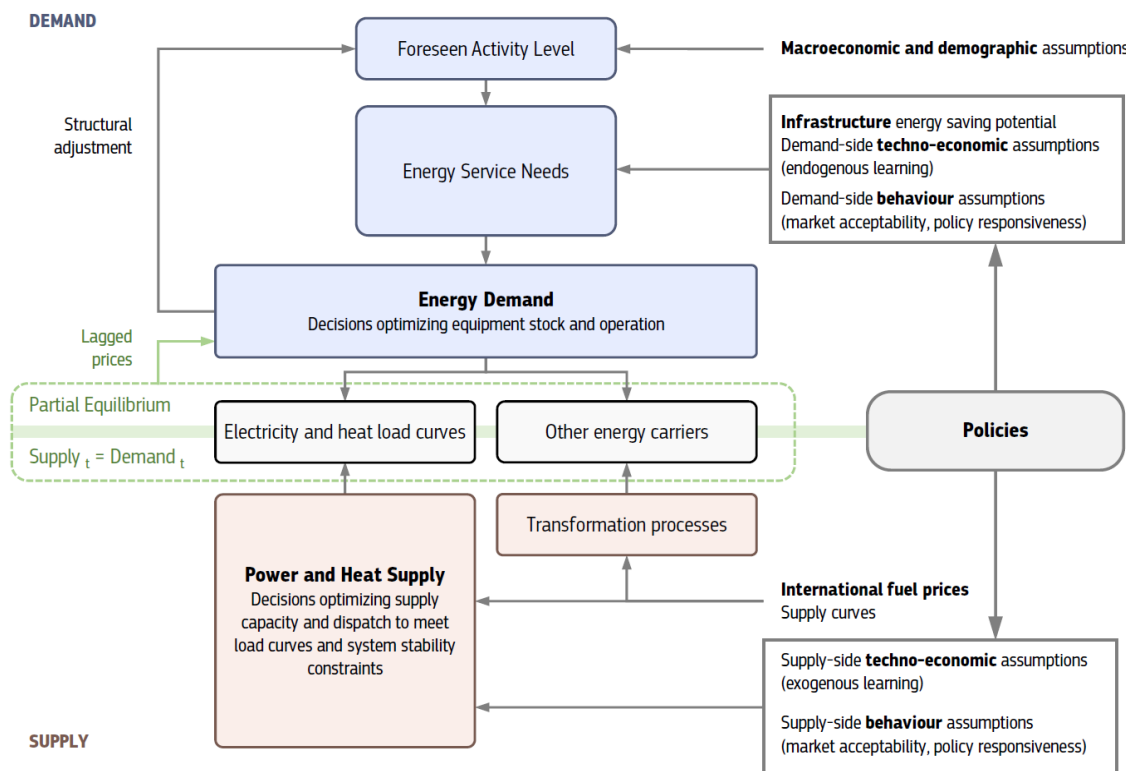 DEMAND
Foreseen Activity Level
Macroeconomic and demographic assumptions
Structural
adjustment
Energy Service Needs
Infrastructure energy saving potential
Demand-side techno-economic assumptions
(endogenous learning)
Demand-side behaviour assumptions
(market acceptability, policy responsiveness)
Energy Demand
Decisions optimizing equipment stock and operation
Lagged
prices
Partial Equilibrium
Supply t = Demand t
Electricity and heat load curves
Other energy carriers
Policies
Transformation processes
Power and Heat Supply
Decisions optimizing supply
capacity and dispatch to meet
load curves and system stability
constraints
International fuel prices
Supply curves
Supply-side techno-economic assumptions
(exogenous learning)
Supply-side behaviour assumptions
(market acceptability, policy responsiveness)
SUPPLY